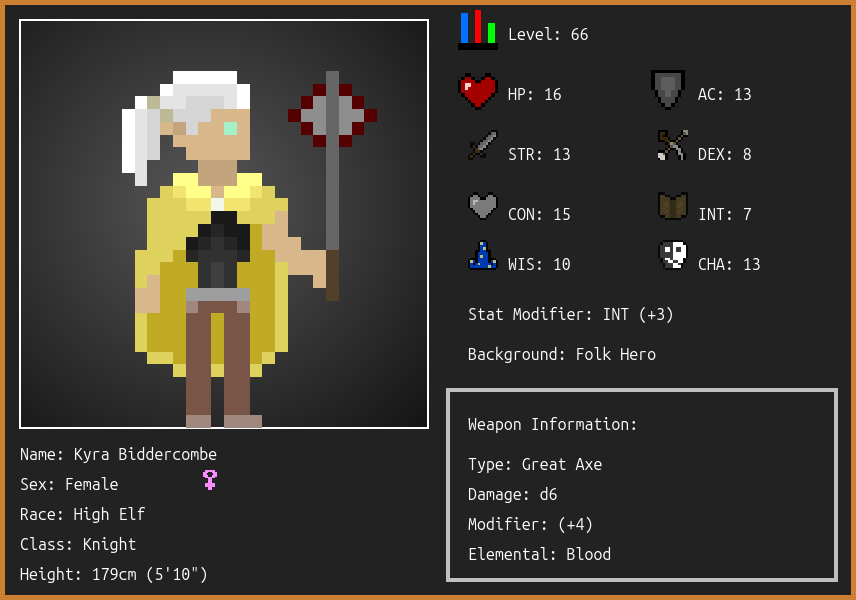 Level: 66
HP: 16
AC: 13
STR: 13
DEX: 8
CON: 15
INT: 7
WIS: 10
CHA: 13
Stat Modifier: INT (+3)
Background: Folk Hero
Weapon Information:
Type: Great Axe
Damage: d6
Modifier: (+4)
Elemental: Blood
Name: Kyra Biddercombe
Sex: Female
Race: High Elf
Class: Knight
Height: 179cm (5'10")